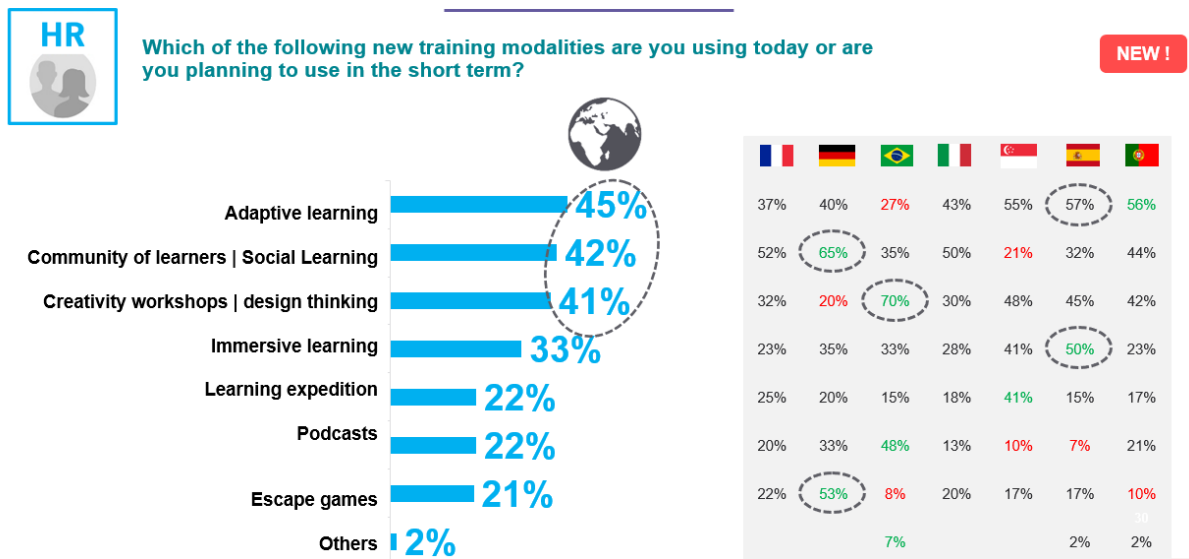 HR
Which of the following new training modalities are you using today or are
you planning to use in the short term?
NEW !
Adaptive learning 45% 37% 40% 27% 43% 55% 57% 56%
Community of learners | Social Learning 42% 52% 65% 35% 50% 21% 32% 44%
Creativity workshops | design thinking 41% 32% 20% 70% 30% 48% 45% 42%
Immersive learning 33% 23% 35% 33% 28% 41% 50% 23%
Learning expedition 22% 25% 20% 15% 18% 41% 15% 17%
Podcasts 22% 20% 33% 48% 13% 10% 7% 21%
Escape games 21% 22% 53% 8% 20% 17% 17% 10%
30
Others 2% 7% 2% 2%